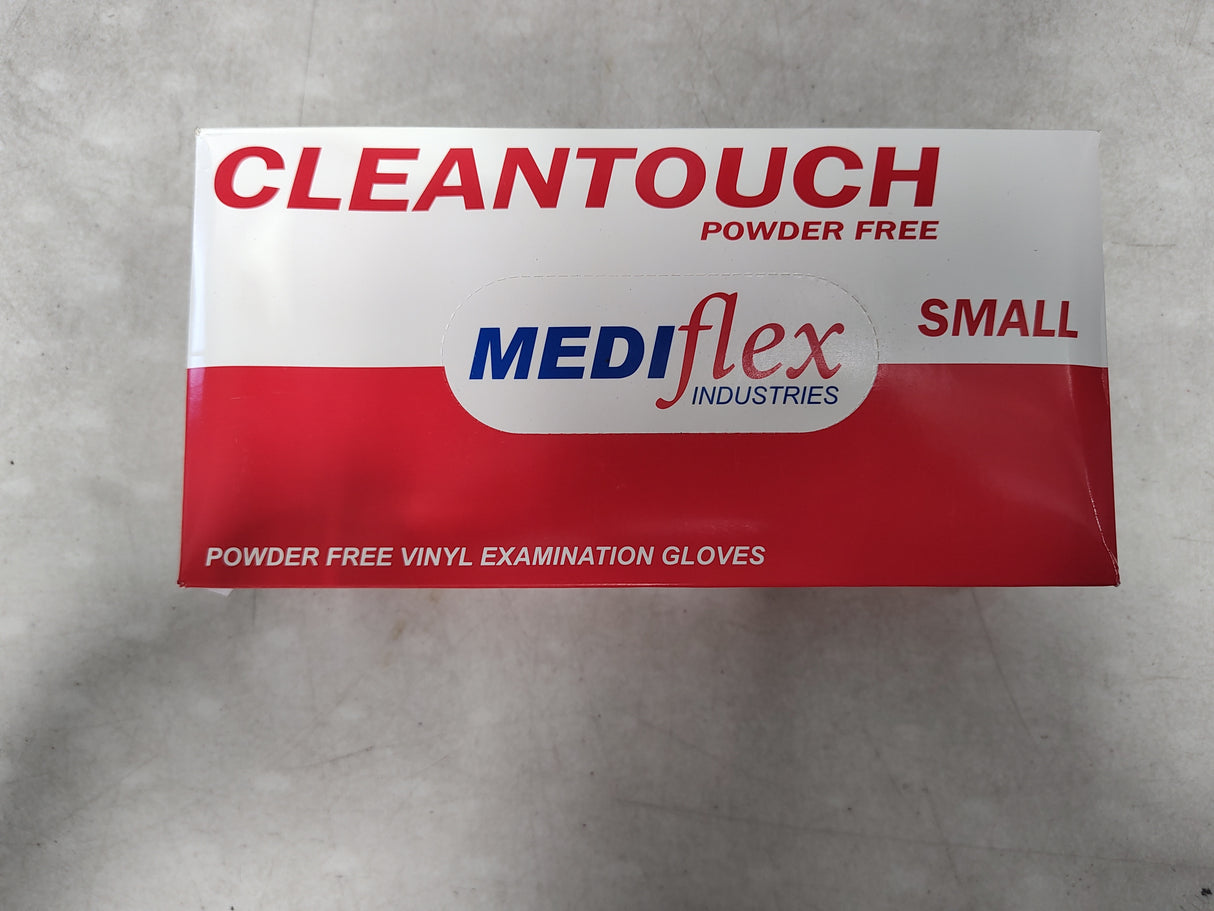 CLEANTOUCH
POWDER FREE
SMALL
MEDIflex
INDUSTRIES
POWDER FREE VINYL EXAMINATION GLOVES